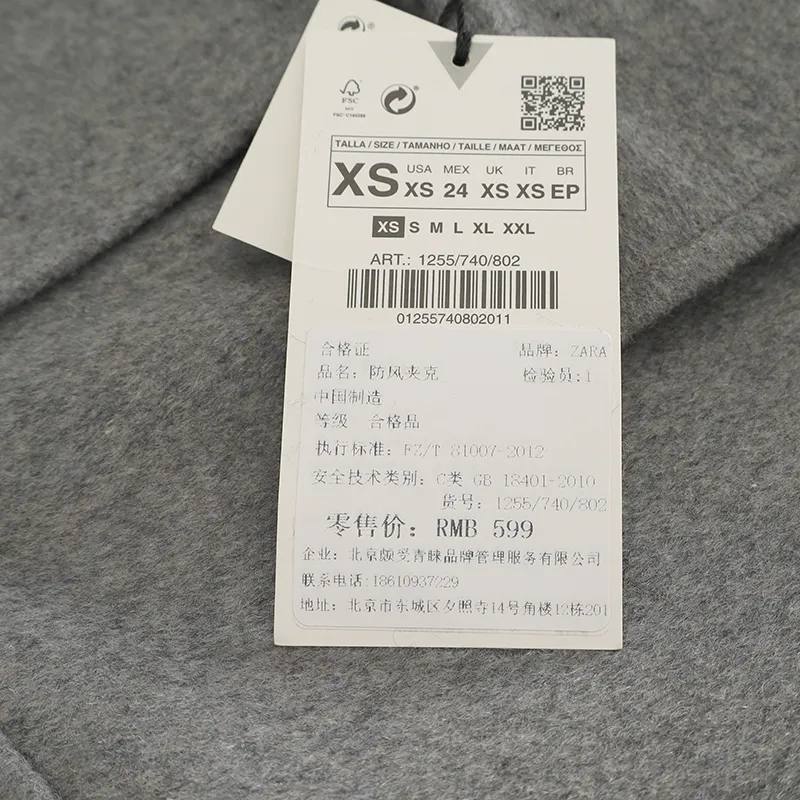 FSC
TALLA / SIZE / TAMANHO / TAILLE / MAAT / ΜΕΓΕΘΟΣ
XS USA XS MEX 24 UK XS IT XS BR EP
XS S M L XL XXL
ART.: 1255/740/802
01255740802011
合格证 品牌: ZARA
品名: 防风夹克 检验员:1
中国制造
等级 合格品
执行标准: FZ/T 81007-2012
安全技术类别: C类 GB 18401-2010
货号: 1255/740/802
零售价: RMB 599
企业: 北京颇受青睐品牌管理服务有限公司
联系电话:18610937229
地址: 北京市东城区夕照寺14号角楼12栋201